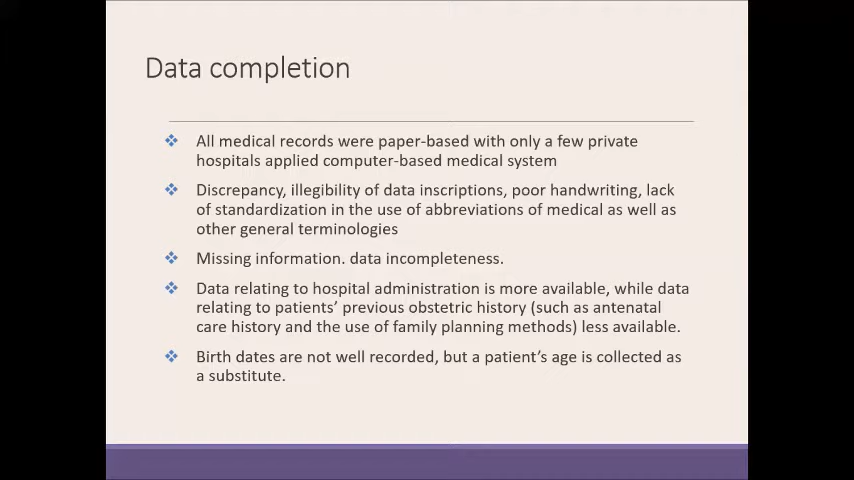 Data completion
All medical records were paper-based with only a few private
hospitals applied computer-based medical system
Discrepancy, illegibility of data inscriptions, poor handwriting, lack
of standardization in the use of abbreviations of medical as well as
other general terminologies
Missing information. data incompleteness.
Data relating to hospital administration is more available, while data
relating to patients’ previous obstetric history (such as antenatal
care history and the use of family planning methods) less available.
Birth dates are not well recorded, but a patient’s age is collected as
a substitute.